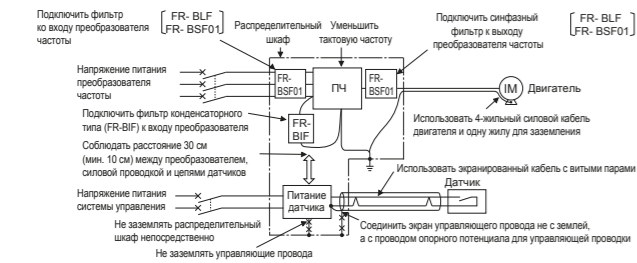 Подключить фильтр
ко входу преобразователя
частоты
FR- BLF
FR- BSF01
Распределительный
шкаф
Уменьшить
тактовую частоту
Подключить синфазный
фильтр к выходу
преобразователя частоты
FR- BLF
FR- BSF01
Напряжение питания
преобразователя
частоты
FR-
BSF01
ПЧ
FR-
BSF01
IM
Двигатель
Подключить фильтр конденсаторного
типа (FR-BIF) к входу преобразователя
FR-
BIF
Использовать 4-жильный силовой кабель
двигателя и одну жилу для заземления
Соблюдать расстояние 30 см
(мин. 10 см) между преобразователем,
силовой проводкой и цепями датчиков
Использовать экранированный кабель с витыми парами
Напряжение питания
системы управления
Питание
датчика
Датчик
Не заземлять распределительный
шкаф непосредственно
Соединить экран управляющего провода не с землей,
а с проводом опорного потенциала для управляющей проводки
Не заземлять управляющие провода